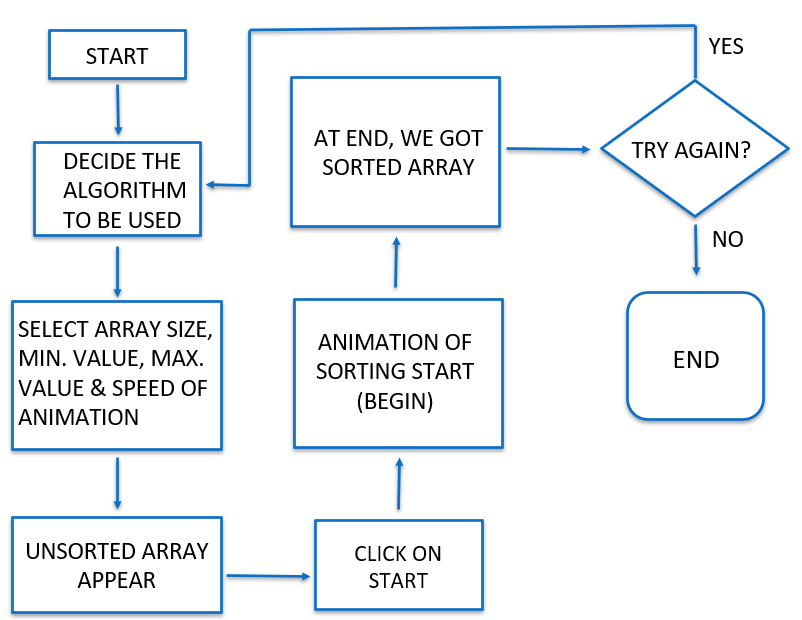 START
DECIDE THE
ALGORITHM
TO BE USED
SELECT ARRAY SIZE,
MIN. VALUE, MAX.
VALUE & SPEED OF
ANIMATION
UNSORTED ARRAY
APPEAR
CLICK ON
START
ANIMATION OF
SORTING START
(BEGIN)
AT END, WE GOT
SORTED ARRAY
TRY AGAIN?
YES
NO
END